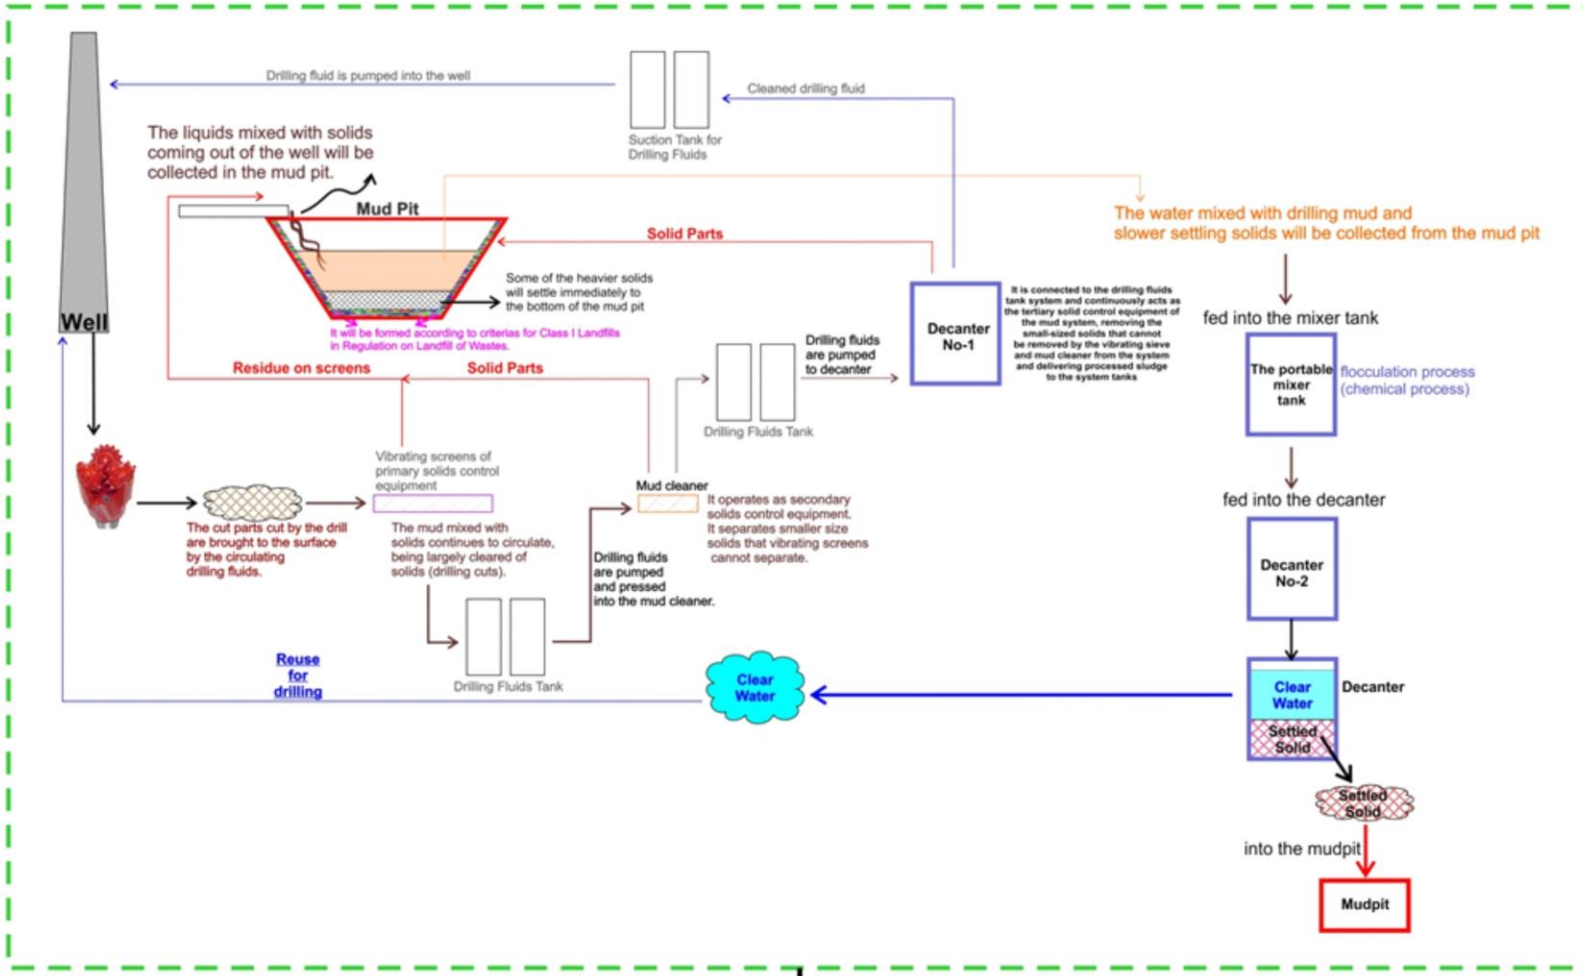 Drilling fluid is pumped into the well
Cleaned drilling fluid
Suction Tank for
Drilling Fluids
The liquids mixed with solids
coming out of the well will be
collected in the mud pit.
Mud Pit
Solid Parts
The water mixed with drilling mud and
slower settling solids will be collected from the mud pit
Some of the heavier solids
will settle immediately to
the bottom of the mud pit
It will be formed according to criterias for Class I Landfills
in Regulation on Landfill of Wastes.
Well
Decanter
No-1
It is connected to the drilling fluids
tank system and continuously acts as
the tertiary solid control equipment of
the mud system, removing the
small-sized solids that cannot
be removed by the vibrating sieve
and mud cleaner from the system
and delivering processed sludge
to the system tanks
fed into the mixer tank
The portable
mixer
tank
flocculation process
(chemical process)
Drilling fluids
are pumped
to decanter
Residue on screens
Solid Parts
Drilling Fluids Tank
Vibrating screens of
primary solids control
equipment
Mud cleaner
It operates as secondary
solids control equipment.
It separates smaller size
solids that vibrating screens
cannot separate.
fed into the decanter
The cut parts cut by the drill
are brought to the surface
by the circulating
drilling fluids.
The mud mixed with
solids continues to circulate,
being largely cleared of
solids (drilling cuts).
Drilling fluids
are pumped
and pressed
into the mud cleaner.
Decanter
No-2
Drilling Fluids Tank
Reuse
for
drilling
Clear
Water
Clear
Water
Decanter
Settled
Solid
Settled
Solid
into the mudpit
Mudpit